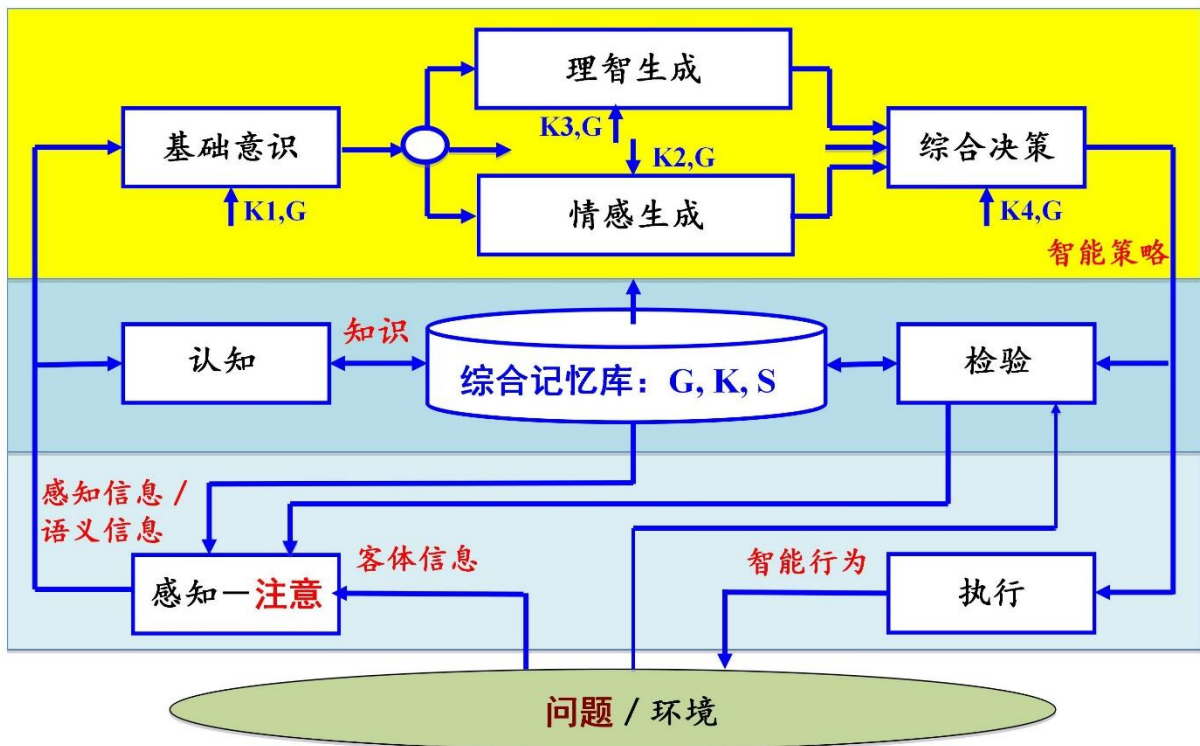 理智生成
K3,G
基础意识
K2,G
综合决策
K1,G
情感生成
K4,G
智能策略
认知
知识
综合记忆库：G, K, S
检验
感知信息 /
语义信息
客体信息
智能行为
感知－注意
执行
问题 / 环境